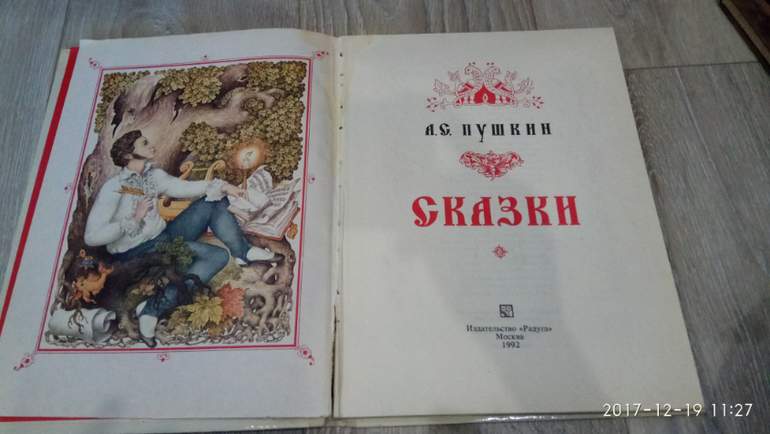 А.С. ПУШКИН
СКАЗКИ
Издательство «Радуга»
Москва
1992
2017-12-19 11:27